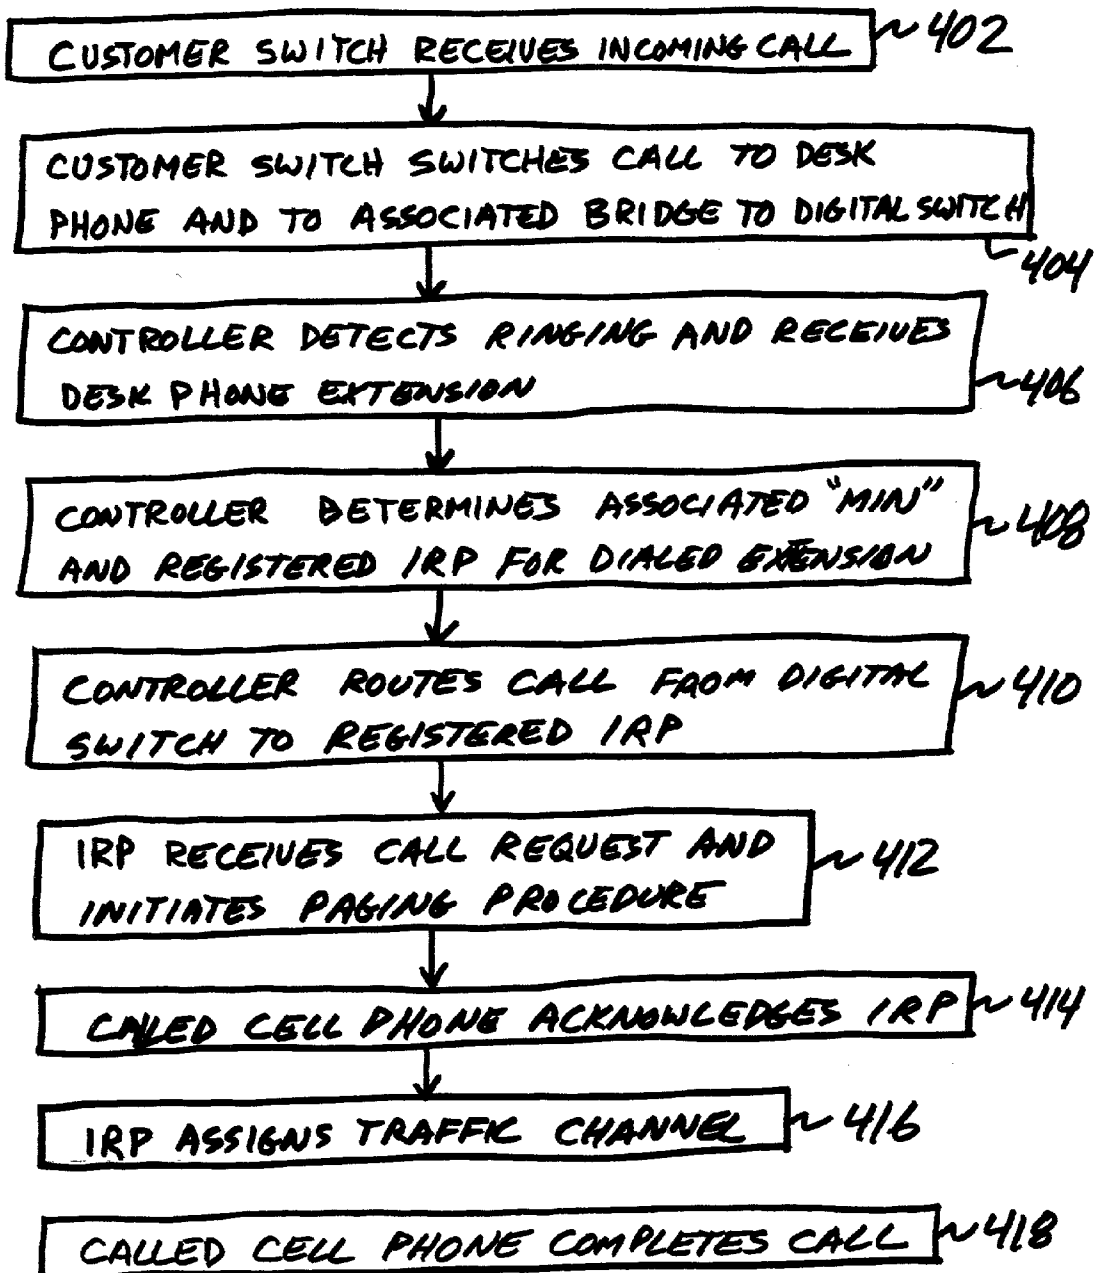 CUSTOMER SWITCH RECEIVES INCOMING CALL 402
CUSTOMER SWITCH SWITCHES CALL TO DESK
PHONE AND TO ASSOCIATED BRIDGE TO DIGITAL SWITCH
404
CONTROLLER DETECTS RINGING AND RECEIVES
DESK PHONE EXTENSION 406
CONTROLLER DETERMINES ASSOCIATED "MIN" 408
AND REGISTERED IRP FOR DIALED EXTENSION
CONTROLLER ROUTES CALL FROM DIGITAL 410
SWITCH TO REGISTERED IRP
IRP RECEIVES CALL REQUEST AND 412
INITIATES PAGING PROCEDURE
CALLED CELL PHONE ACKNOWLEDGES IRP 414
IRP ASSIGNS TRAFFIC CHANNEL 416
CALLED CELL PHONE COMPLETES CALL 418